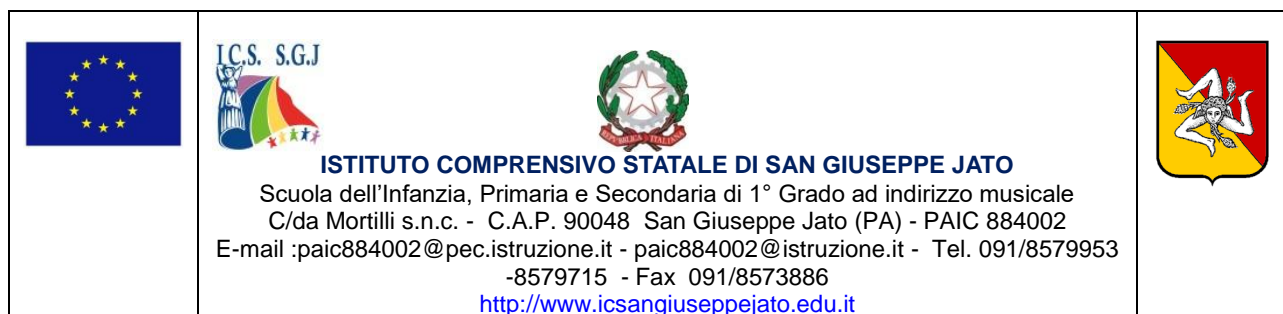 I.C.S. S.G.J
REPVBBLICA ITALIANA
ISTITUTO COMPRENSIVO STATALE DI SAN GIUSEPPE JATO
Scuola dell'Infanzia, Primaria e Secondaria di 1° Grado ad indirizzo musicale
C/da Mortilli s.n.c. - C.A.P. 90048 San Giuseppe Jato (PA) - PAIC 884002
E-mail :paic884002@pec.istruzione.it - paic884002@istruzione.it - Tel. 091/8579953
-8579715 - Fax 091/8573886
http://www.icsangiuseppejato.edu.it